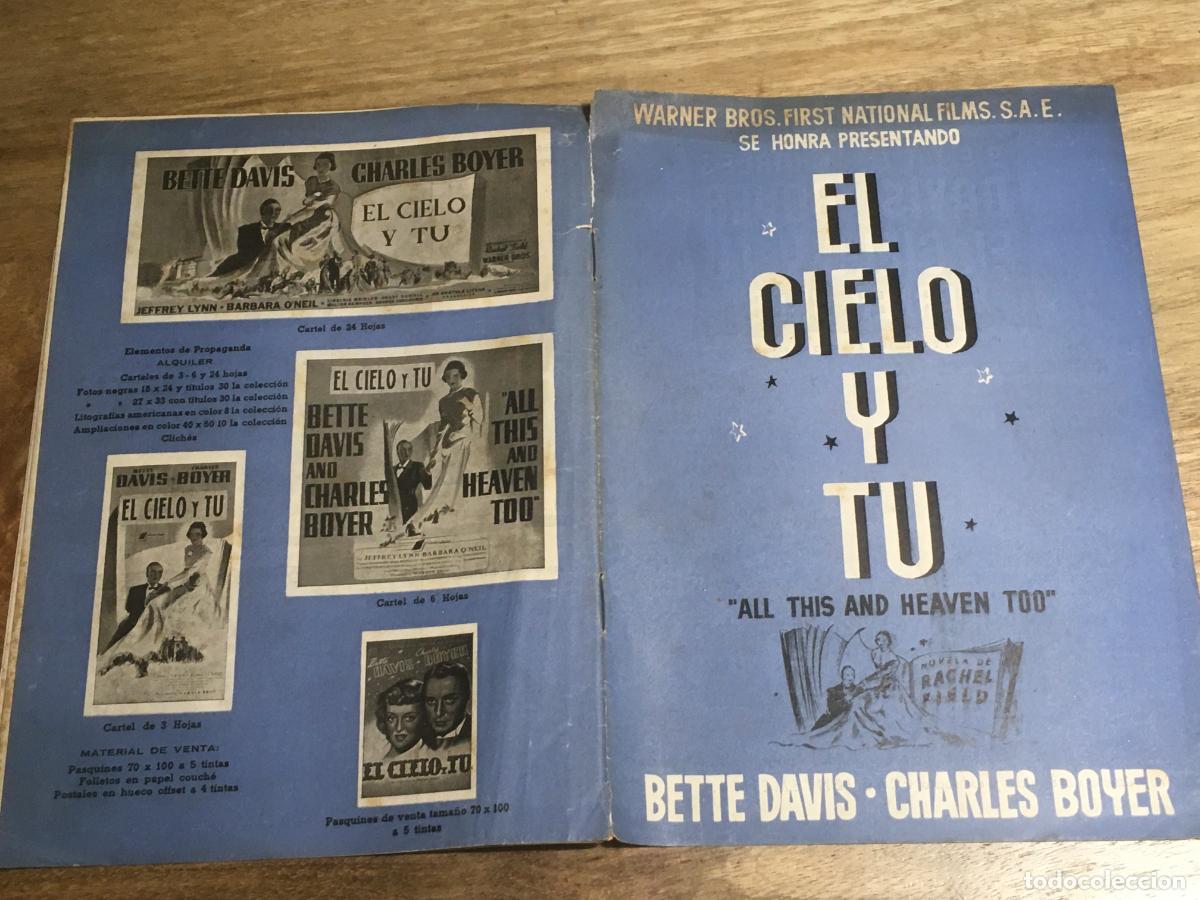 BETTE DAVIS CHARLES BOYER
EL CIELO
Y TU
WARNER BROS.
JEFFREY LYNN · BARBARA O'NEIL ·
Cartel de 24 Hojas
Elementos de Propaganda
ALQUILER
Carteles de 3 - 6 y 24 hojas
Fotos negras 18 x 24 y títulos 30 la colección
" " 27 x 33 con títulos 30 la colección
Litografías americanas en color 8 la colección
Ampliaciones en color 40 x 50 10 la colección
Clichés
EL CIELO Y TU
BETTE
DAVIS
AND
CHARLES
BOYER
"ALL
THIS
AND
HEAVEN
TOO"
JEFFREY LYNN BARBARA O'NEIL
Cartel de 6 Hojas
BETTE CHARLES
DAVIS · BOYER
EL CIELO Y TU
Cartel de 3 Hojas
MATERIAL DE VENTA:
Pasquines 70 x 100 a 5 tintas
Folletos en papel couché
Postales en hueco offset a 4 tintas
Bette Charles
DAVIS · BOYER
EL CIELO Y TU
Pasquines de venta tamaño 70 x 100
a 5 tintas
WARNER BROS. FIRST NATIONAL FILMS. S.A.E.
SE HONRA PRESENTANDO
EL
CIELO
Y
TU
"ALL THIS AND HEAVEN TOO"
NOVELA DE
RACHEL
FIELD
BETTE DAVIS · CHARLES BOYER
todocoleccion